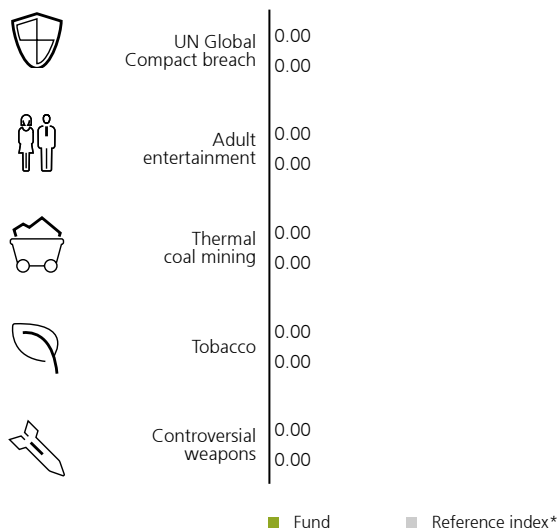 UN Global
Compact breach
0.00
0.00
Adult
entertainment
0.00
0.00
Thermal
coal mining
0.00
0.00
Tobacco
0.00
0.00
Controversial
weapons
0.00
0.00
Fund
Reference index*